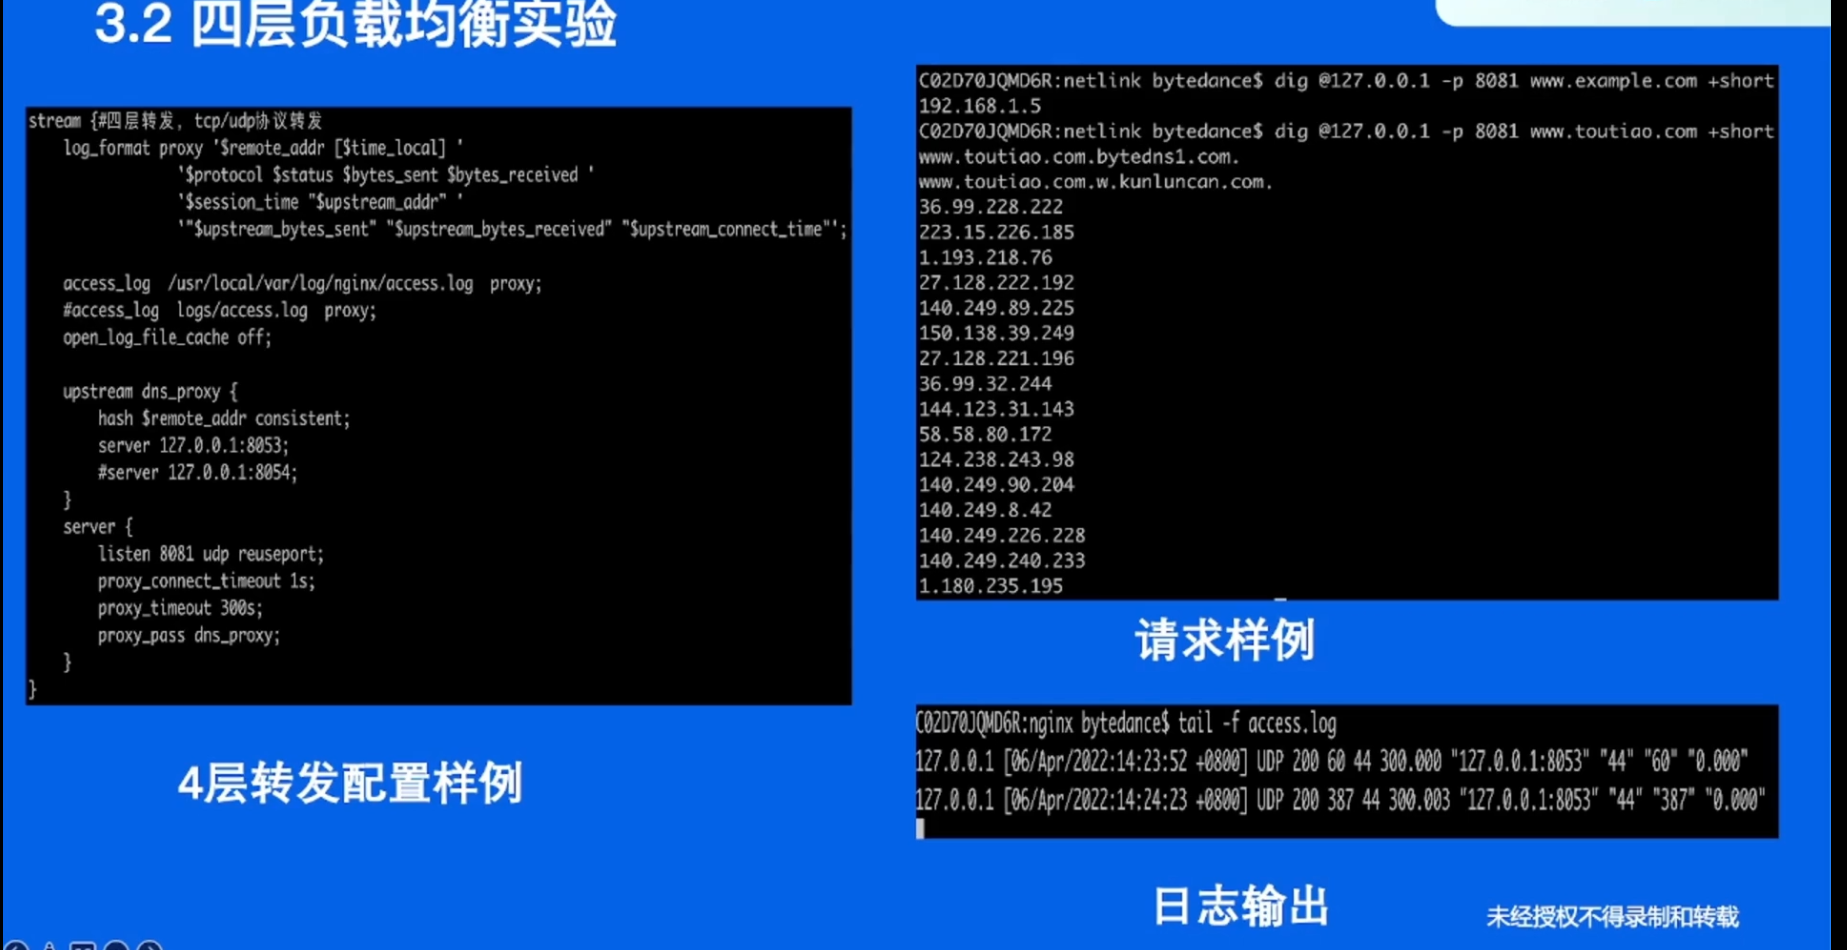 3.2 四层负载均衡实验
stream {#四层转发，tcp/udp协议转发
log_format proxy '$remote_addr [$time_local] '
'$protocol $status $bytes_sent $bytes_received '
'$session_time "$upstream_addr" '
'"$upstream_bytes_sent" "$upstream_bytes_received" "$upstream_connect_time"';
access_log /usr/local/var/log/nginx/access.log proxy;
#access_log logs/access.log proxy;
open_log_file_cache off;
upstream dns_proxy {
hash $remote_addr consistent;
server 127.0.0.1:8053;
#server 127.0.0.1:8054;
}
server {
listen 8081 udp reuseport;
proxy_connect_timeout 1s;
proxy_timeout 300s;
proxy_pass dns_proxy;
}
}
4层转发配置样例
C02D70JQMD6R:netlink bytedance$ dig @127.0.0.1 -p 8081 www.example.com +short
192.168.1.5
C02D70JQMD6R:netlink bytedance$ dig @127.0.0.1 -p 8081 www.toutiao.com +short
www.toutiao.com.bytedns1.com.
www.toutiao.com.w.kunluncan.com.
36.99.228.222
223.15.226.185
1.193.218.76
27.128.222.192
140.249.89.225
150.138.39.249
27.128.221.196
36.99.32.244
144.123.31.143
58.58.80.172
124.238.243.98
140.249.90.204
140.249.8.42
140.249.226.228
140.249.240.233
1.180.235.195
请求样例
C02D70JQMD6R:nginx bytedance$ tail -f access.log
127.0.0.1 [06/Apr/2022:14:23:52 +0800] UDP 200 60 44 300.000 "127.0.0.1:8053" "44" "60" "0.000"
127.0.0.1 [06/Apr/2022:14:24:23 +0800] UDP 200 387 44 300.003 "127.0.0.1:8053" "44" "387" "0.000"
日志输出
未经授权不得录制和转载